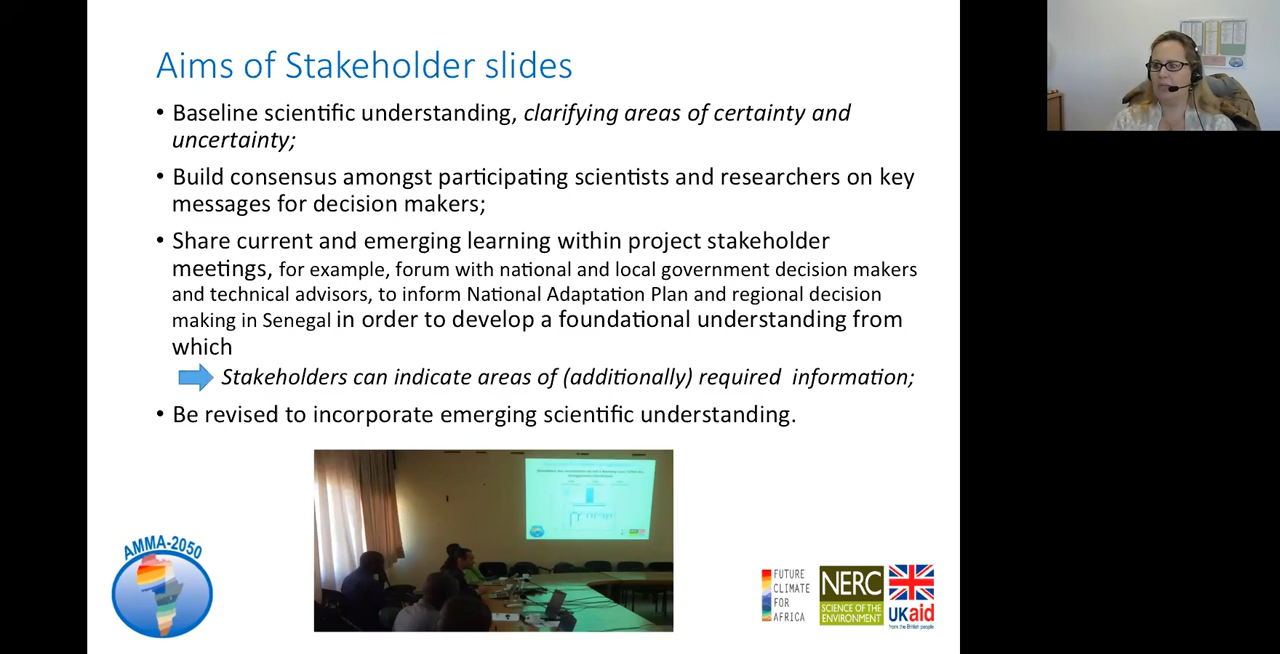 Aims of Stakeholder slides
• Baseline scientific understanding, clarifying areas of certainty and
uncertainty;
• Build consensus amongst participating scientists and researchers on key
messages for decision makers;
• Share current and emerging learning within project stakeholder
meetings, for example, forum with national and local government decision makers
and technical advisors, to inform National Adaptation Plan and regional decision
making in Senegal in order to develop a foundational understanding from
which
Stakeholders can indicate areas of (additionally) required information;
• Be revised to incorporate emerging scientific understanding.
AMMA-2050
FUTURE
CLIMATE
FOR
AFRICA
NERC
SCIENCE OF THE
ENVIRONMENT
UKaid
from the British people